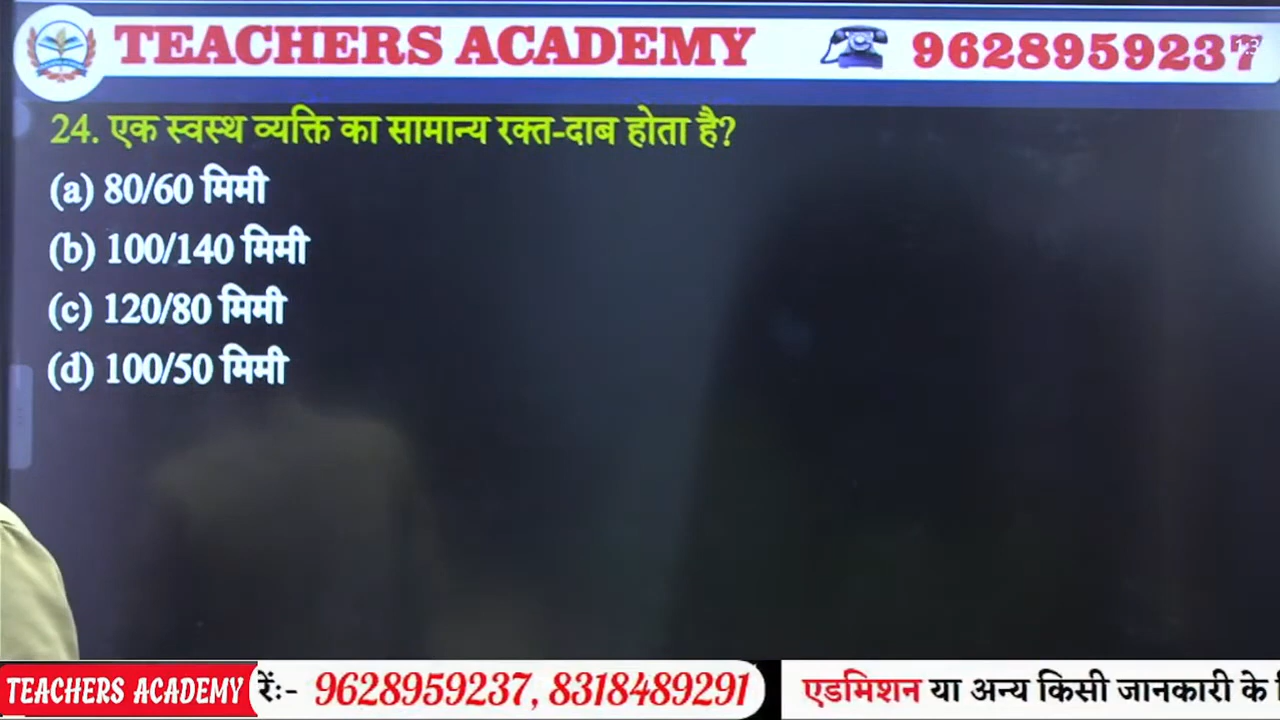 TEACHERS ACADEMY
9628959237
24. एक स्वस्थ व्यक्ति का सामान्य रक्त-दाब होता है?
(a) 80/60 मिमी
(b) 100/140 मिमी
(c) 120/80 मिमी
(d) 100/50 मिमी
TEACHERS ACADEMY
रें:- 9628959237, 8318489291
एडमिशन या अन्य किसी जानकारी के